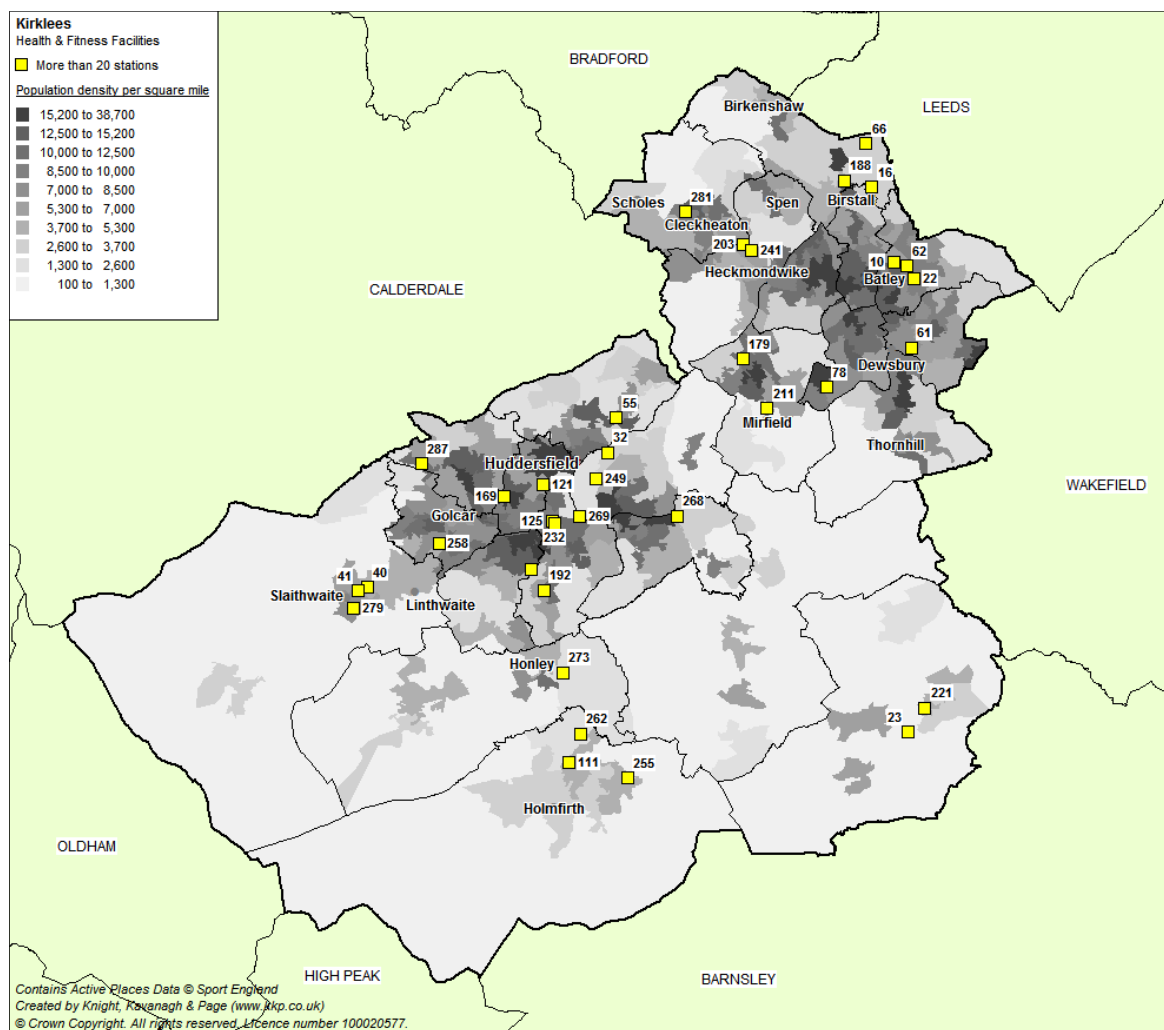 Kirklees
Health & Fitness Facilities
More than 20 stations
Population density per square mile
15,200 to 38,700
12,500 to 15,200
10,000 to 12,500
8,500 to 10,000
7,000 to 8,500
5,300 to 7,000
3,700 to 5,300
2,600 to 3,700
1,300 to 2,600
100 to 1,300
BRADFORD
LEEDS
Birkenshaw
66
188
16
Scholes
281
Spen
Birstall
Cleckheaton
203
241
10
62
Heckmondwike
Batley
22
CALDERDALE
61
179
Dewsbury
78
55
211
Mirfield
32
Thornhill
287
Huddersfield
249
121
169
WAKEFIELD
268
Golcar
125
269
232
258
41
40
192
Slaithwaite
279
Linthwaite
Honley
273
221
23
262
111
255
Holmfirth
OLDHAM
HIGH PEAK
BARNSLEY
Contains Active Places Data © Sport England
Created by Knight, Kavanagh & Page (www.kkp.co.uk)
© Crown Copyright. All rights reserved. Licence number 100020577.